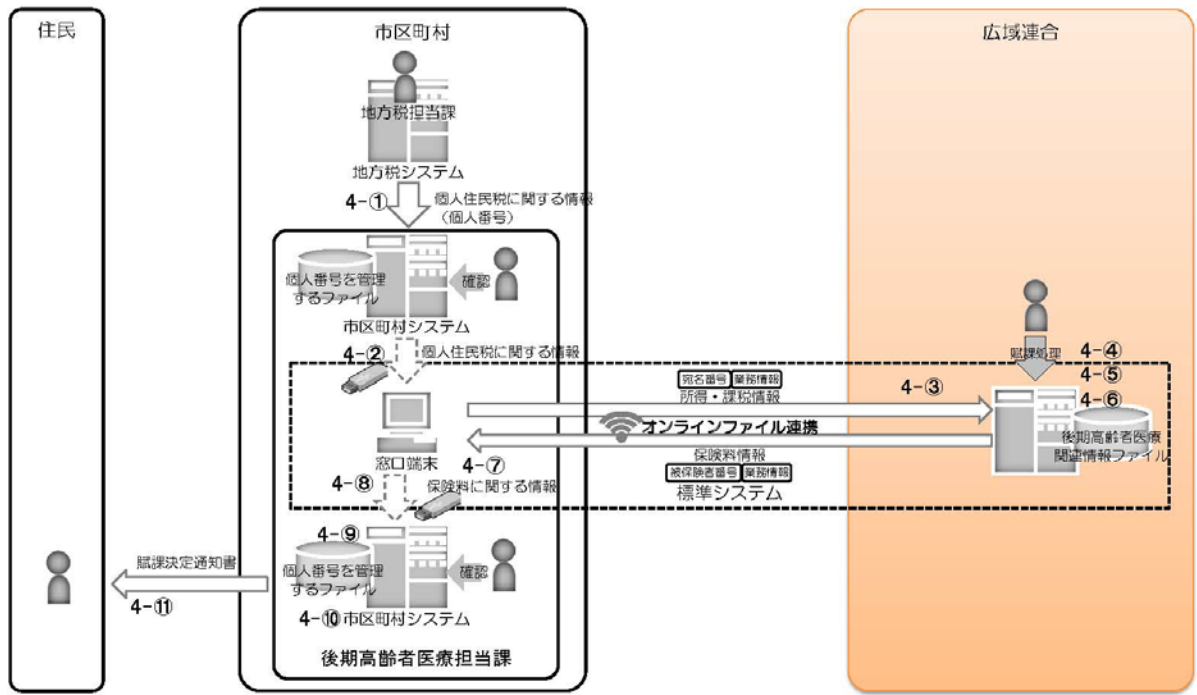 住民
市区町村
広域連合
地方税担当課
地方税システム
4-①
個人住民税に関する情報
（個人番号）
個人番号を管理
するファイル
確認
市区町村システム
4-②
個人住民税に関する情報
賦課処理
4-④
4-⑤
4-⑥
宛名番号
業務情報
所得・課税情報
4-③
オンラインファイル連携
後期高齢者医療
関連情報ファイル
窓口端末
4-⑦
保険料情報
被保険者番号
業務情報
標準システム
4-⑧
保険料に関する情報
4-⑨
個人番号を管理
するファイル
確認
4-⑩
市区町村システム
賦課決定通知書
4-⑪
後期高齢者医療担当課